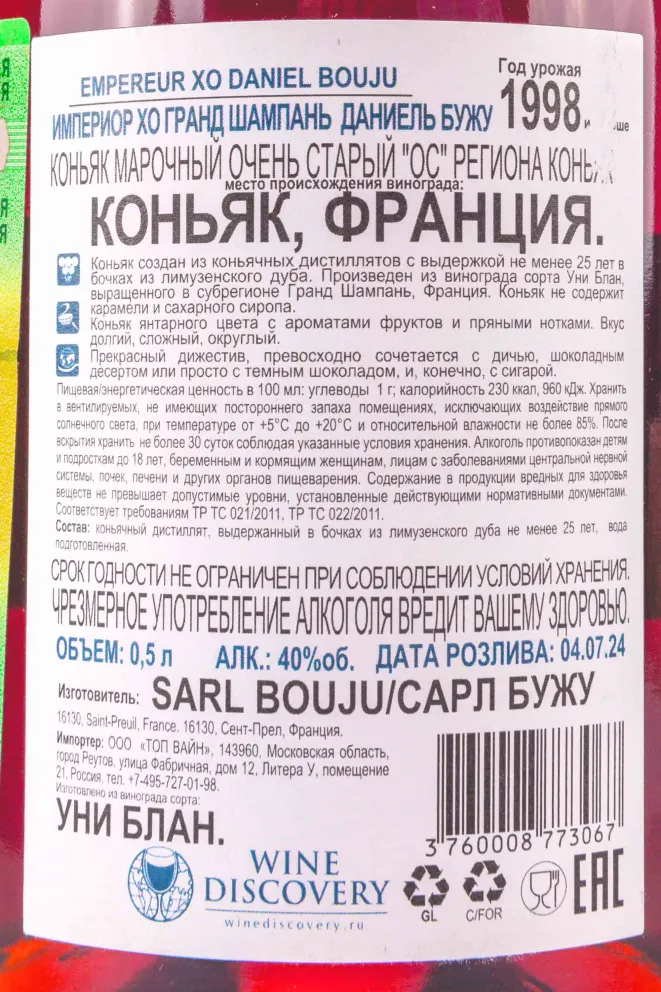 EMPEREUR XO DANIEL BOUJU
Год урожая
ИМПЕРИОР ХО ГРАНД ШАМПАНЬ ДАНИЕЛЬ БУЖУ 1998 и
КОНЬЯК МАРОЧНЫЙ ОЧЕНЬ СТАРЫЙ "ОС" РЕГИОНА
место происхождения винограда:
КОНЬЯК, ФРАНЦИЯ.
Коньяк создан из коньячных дистиллятов с выдержкой не менее 25 лет в
бочках из лимузенского дуба. Произведен из винограда сорта Уни Блан,
выращенного в субрегионе Гранд Шампань, Франция. Коньяк не содержит
карамели и сахарного сиропа.
Коньяк янтарного цвета с ароматами фруктов и пряными нотками. Вкус
долгий, сложный, округлый.
Прекрасный дижестив, превосходно сочетается с дичью, шоколадным
десертом или просто с темным шоколадом, и, конечно, с сигарой.
Пищевая/энергетическая ценность в 100 мл: углеводы 1 г; калорийность 230 ккал, 960 кДж. Хранить
в вентилируемых, не имеющих постороннего запаха помещениях, исключающих воздействие прямого
солнечного света, при температуре от +5°С до +20°С и относительной влажности не более 85%. После
вскрытия хранить не более 30 суток соблюдая указанные условия хранения. Алкоголь противопоказан детям
и подросткам до 18 лет, беременным и кормящим женщинам, лицам с заболеваниями центральной нервной
системы, почек, печени и других органов пищеварения. Содержание в продукции вредных для здоровья
веществ не превышает допустимые уровни, установленные действующими нормативными документами.
Соответствует требованиям ТР ТС 021/2011, ТР ТС 022/2011.
Состав: коньячный дистиллят, выдержанный в бочках из лимузенского дуба не менее 25 лет, вода
подготовленная.
СРОК ГОДНОСТИ НЕ ОГРАНИЧЕН ПРИ СОБЛЮДЕНИИ УСЛОВИЙ ХРАНЕНИЯ.
ЧРЕЗМЕРНОЕ УПОТРЕБЛЕНИЕ АЛКОГОЛЯ ВРЕДИТ ВАШЕМУ ЗДОРОВЬЮ.
ОБЪЕМ: 0,5 л АЛК.: 40%об. ДАТА РОЗЛИВА: 04.07.24
Изготовитель: SARL BOUJU/САРЛ БУЖУ
16130, Saint-Preuil, France. 16130, Сент-Прел, Франция.
Импортер: ООО «ТОП ВАЙН», 143960, Московская область,
город Реутов, улица Фабричная, дом 12, Литера У, помещение
21, Россия, тел. +7-495-727-01-98.
Изготовлено из винограда сорта:
УНИ БЛАН.
3 760008 773067
WINE
DISCOVERY
winediscovery.ru
GL
C/FOR
EAC